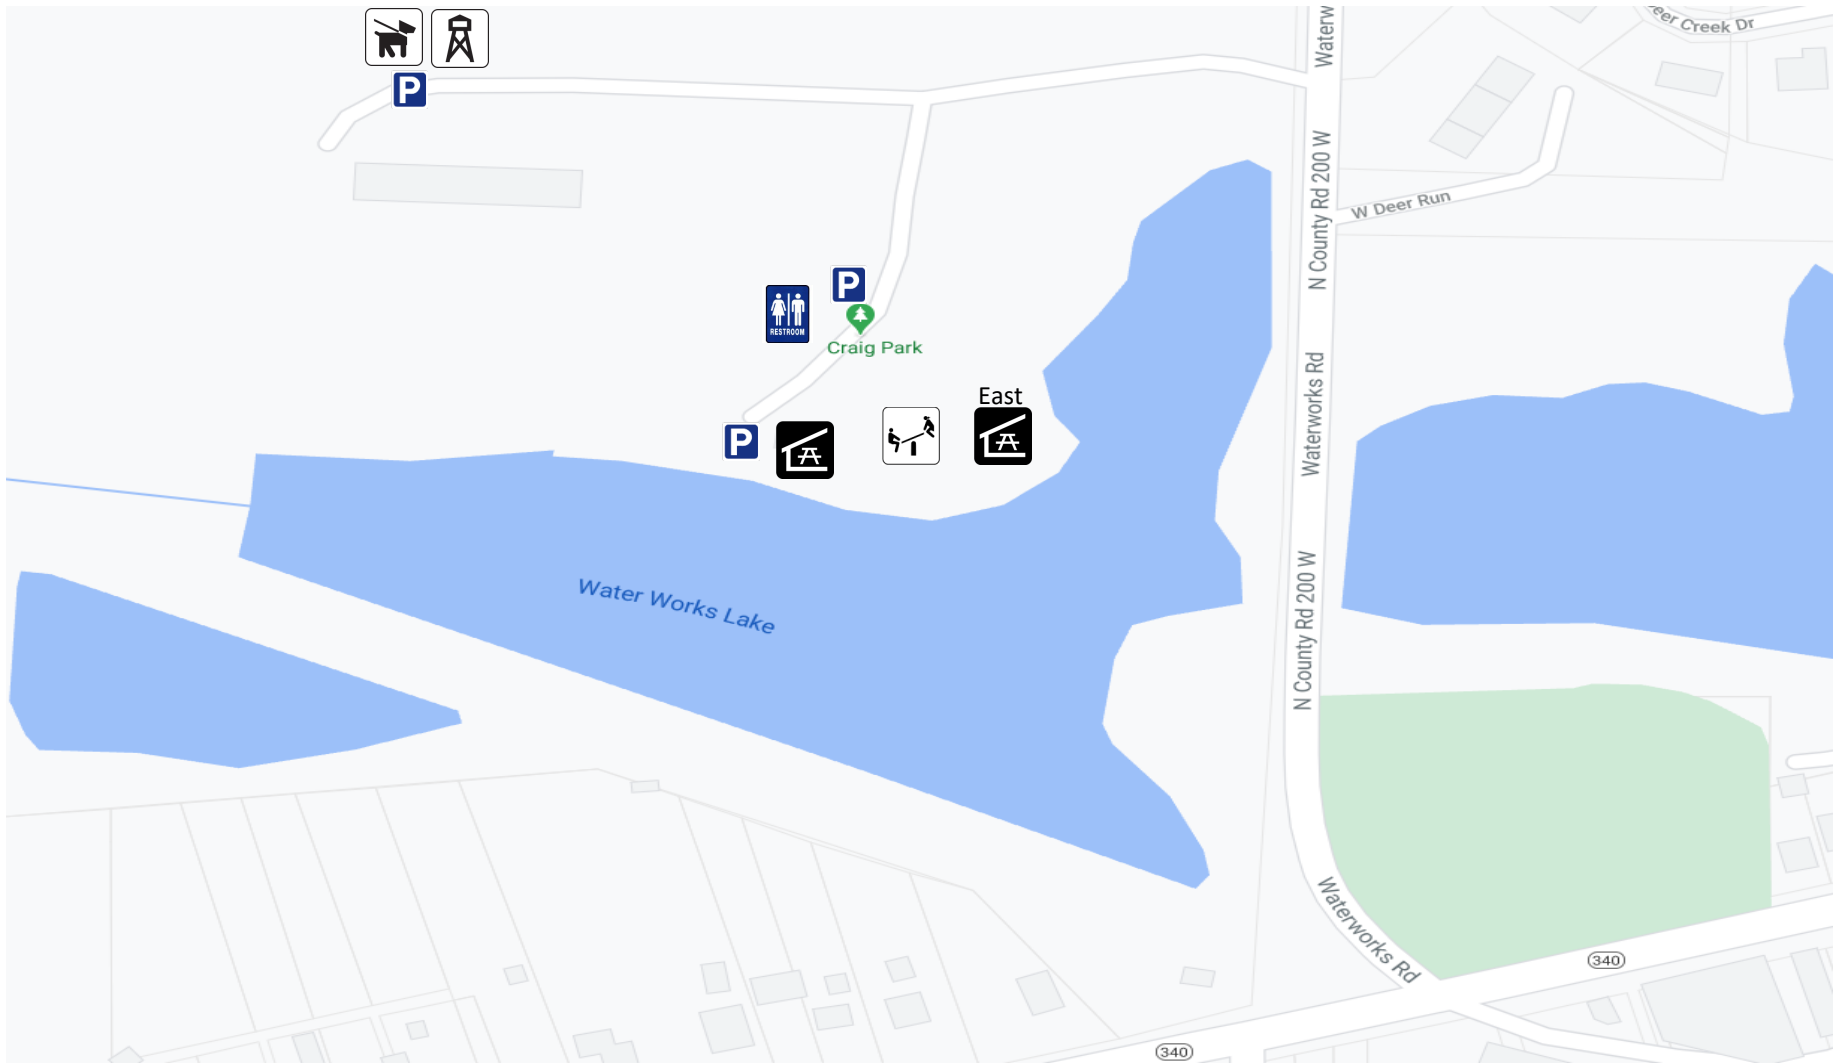 Waterw
eer Creek Dr
P
N County Rd 200 W
W Deer Run
P
RESTROOM
Craig Park
Waterworks Rd
East
P
N County Rd 200 W
Water Works Lake
Waterworks Rd
340
340